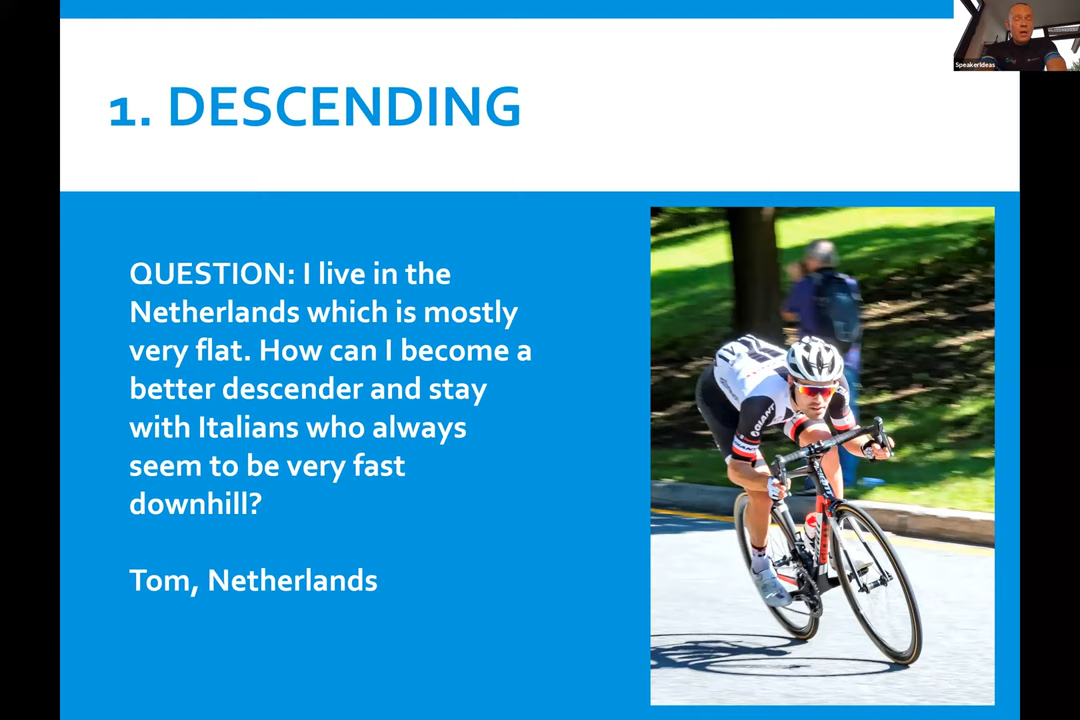 SpeakerIdeas
1. DESCENDING
QUESTION: I live in the
Netherlands which is mostly
very flat. How can I become a
better descender and stay
with Italians who always
seem to be very fast
downhill?
Tom, Netherlands
GIANT